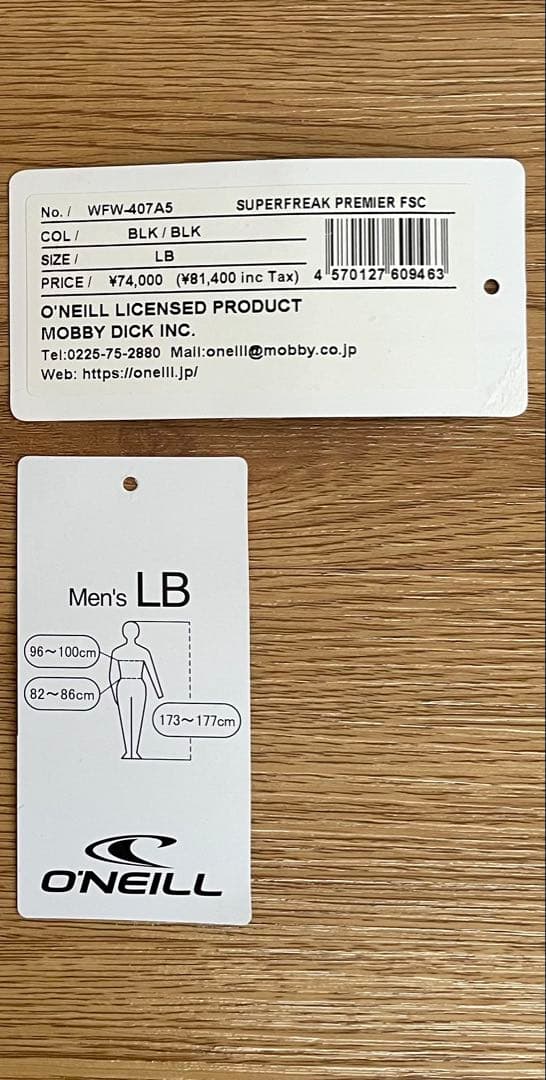 No. / WFW-407A5 SUPERFREAK PREMIER FSC
COL / BLK / BLK
SIZE / LB
PRICE / ¥74,000 (¥81,400 inc Tax) 4 570127 609463
O'NEILL LICENSED PRODUCT
MOBBY DICK INC.
Tel:0225-75-2880 Mail:oneill@mobby.co.jp
Web: https://oneill.jp/
Men's LB
96～100cm
82～86cm
173～177cm
O'NEILL